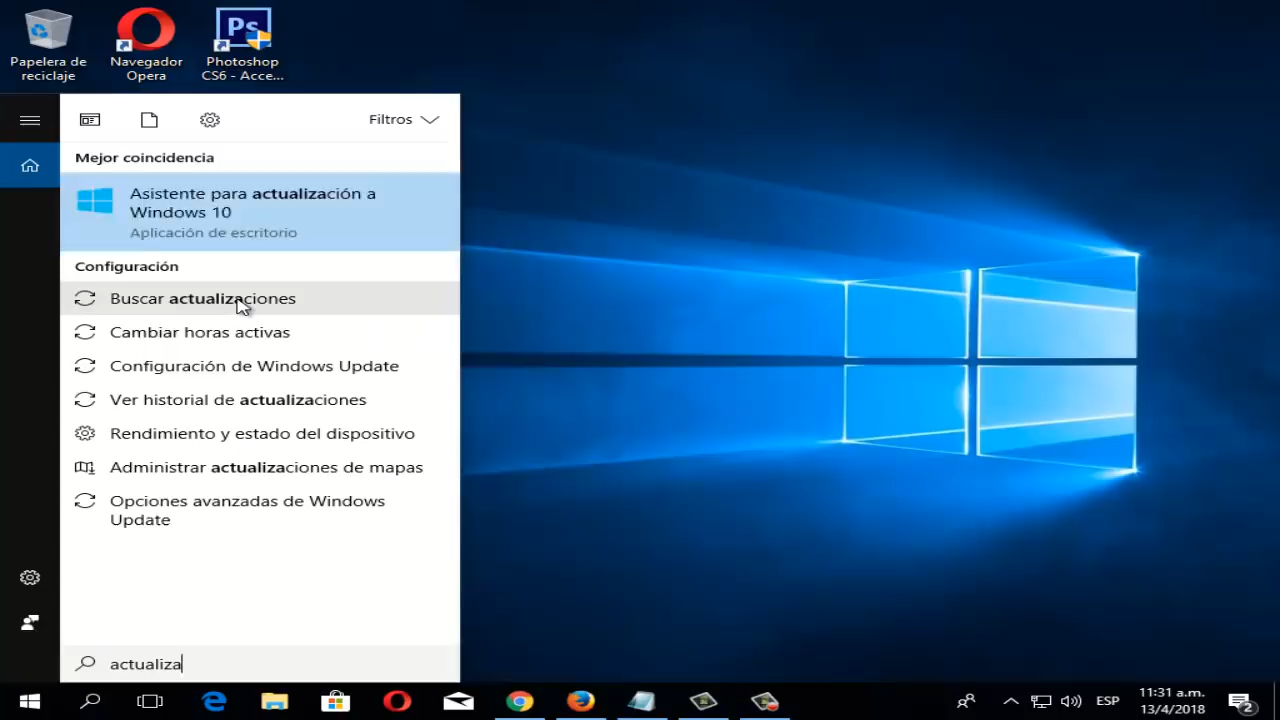 Papelera de
reciclaje
Navegador
Opera
Ps
Photoshop
CS6 - Acce...
Filtros
Mejor coincidencia
Asistente para actualización a
Windows 10
Aplicación de escritorio
Configuración
Buscar actualizaciones
Cambiar horas activas
Configuración de Windows Update
Ver historial de actualizaciones
Rendimiento y estado del dispositivo
Administrar actualizaciones de mapas
Opciones avanzadas de Windows
Update
actualiza
ESP
11:31 a.m.
13/4/2018
2